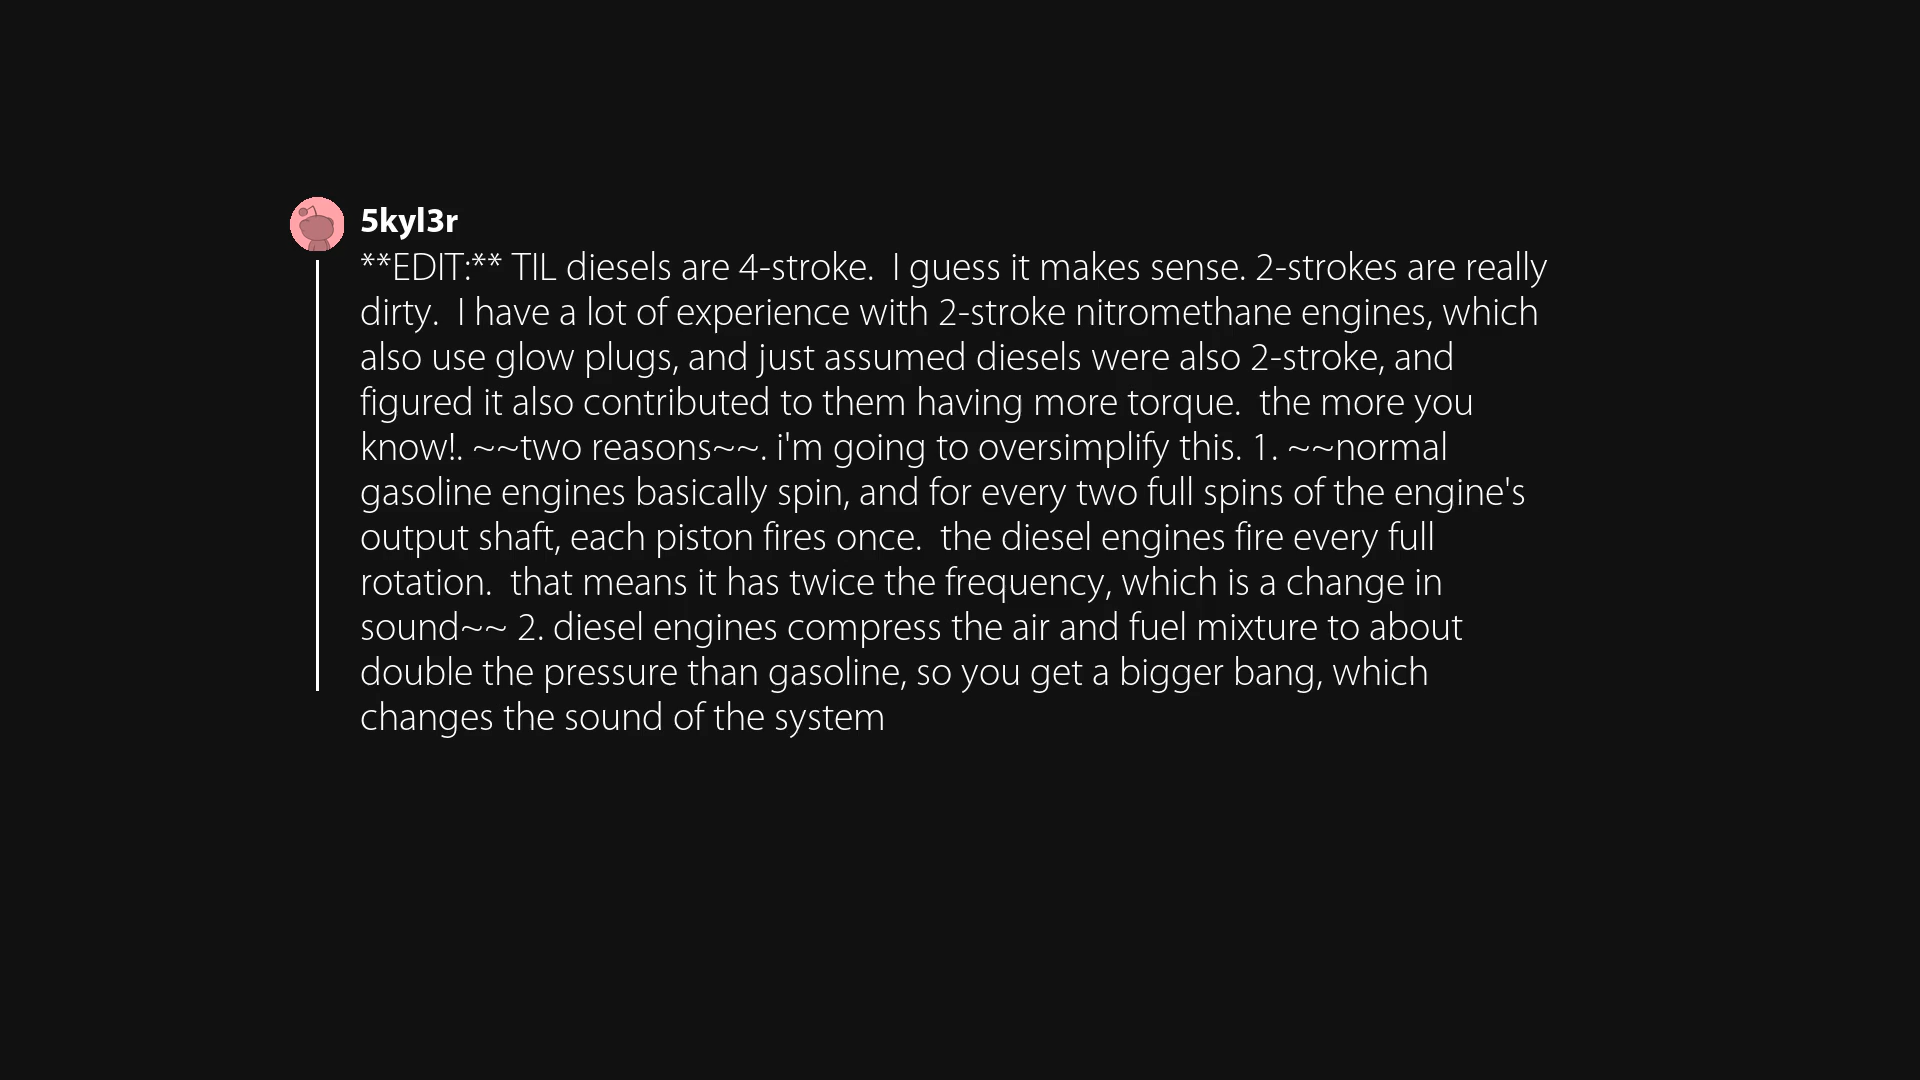 5kyl3r
**EDIT:** TIL diesels are 4-stroke.  I guess it makes sense. 2-strokes are really
dirty.  I have a lot of experience with 2-stroke nitromethane engines, which
also use glow plugs, and just assumed diesels were also 2-stroke, and
figured it also contributed to them having more torque.  the more you
know!. ~~two reasons~~. i'm going to oversimplify this. 1. ~~normal
gasoline engines basically spin, and for every two full spins of the engine's
output shaft, each piston fires once.  the diesel engines fire every full
rotation.  that means it has twice the frequency, which is a change in
sound~~ 2. diesel engines compress the air and fuel mixture to about
double the pressure than gasoline, so you get a bigger bang, which
changes the sound of the system